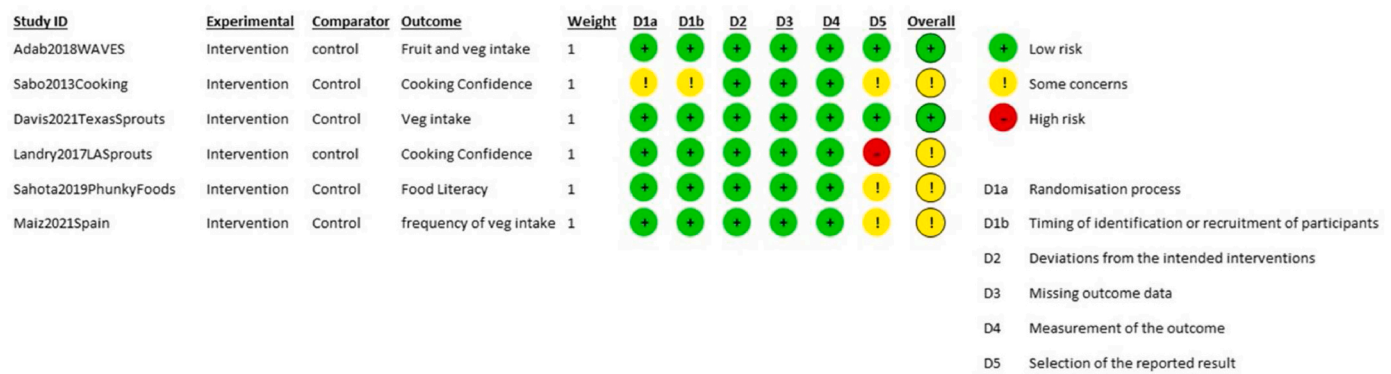 Study ID Experimental Comparator Outcome Weight D1a D1b D2 D3 D4 D5 Overall
Adab2018WAVES Intervention control Fruit and veg intake 1 + + + + + + + + Low risk
Sabo2013Cooking Intervention Control Cooking Confidence 1 ! ! + + + ! ! ! Some concerns
Davis2021TexasSprouts Intervention Control Veg intake 1 + + + + + + + - High risk
Landry2017LASprouts Intervention control Cooking Confidence 1 + + + + + - !
Sahota2019PhunkyFoods Intervention Control Food Literacy 1 + + + + + ! !
D1a Randomisation process
Maiz2021Spain Intervention Control frequency of veg intake 1 + + + + + ! !
D1b Timing of identification or recruitment of participants
D2 Deviations from the intended interventions
D3 Missing outcome data
D4 Measurement of the outcome
D5 Selection of the reported result